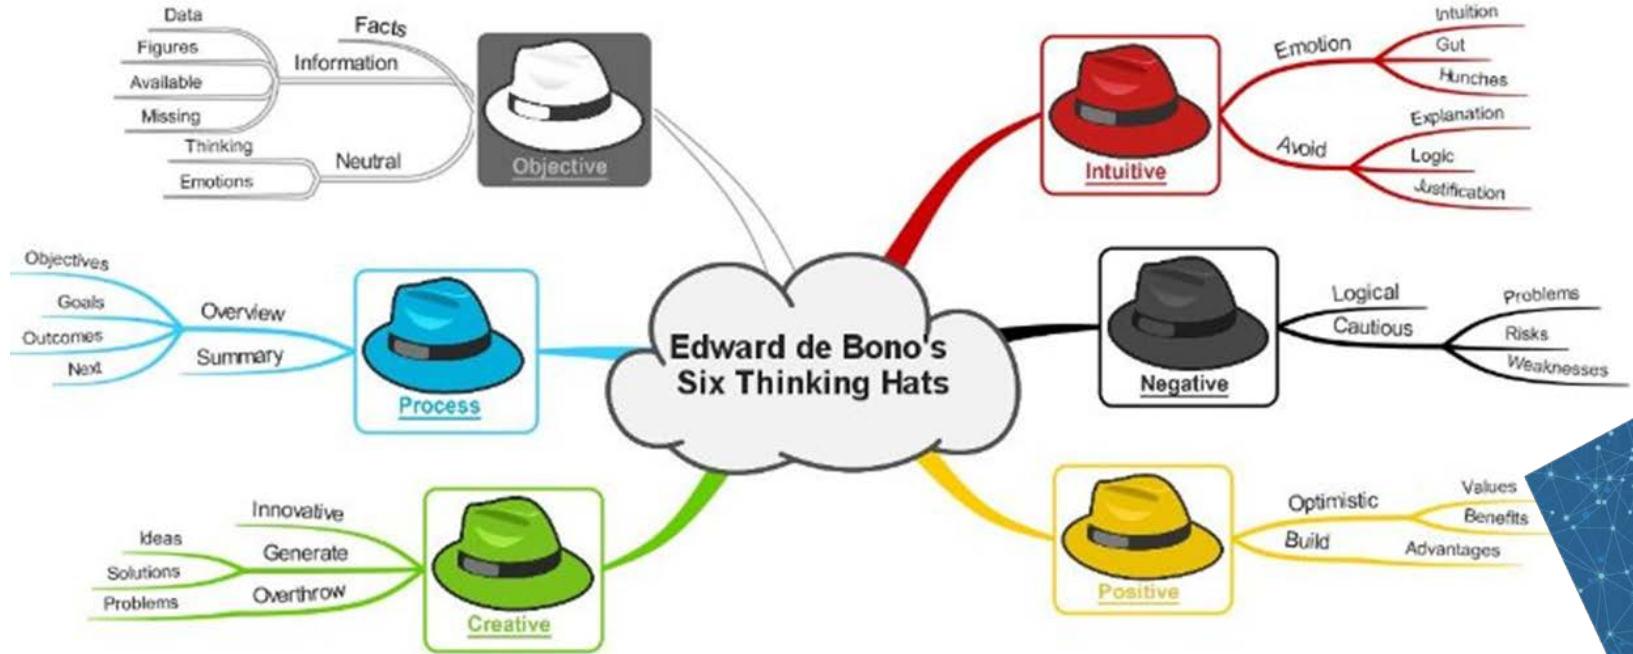 Edward de Bono's
Six Thinking Hats
Objective
Facts
Information
Data
Figures
Available
Missing
Neutral
Thinking
Emotions
Process
Overview
Objectives
Goals
Outcomes
Next
Summary
Creative
Innovative
Generate
Ideas
Solutions
Overthrow
Problems
Intuitive
Emotion
Intuition
Gut
Hunches
Avoid
Explanation
Logic
Justification
Negative
Logical
Cautious
Problems
Risks
Weaknesses
Positive
Optimistic
Values
Benefits
Build
Advantages